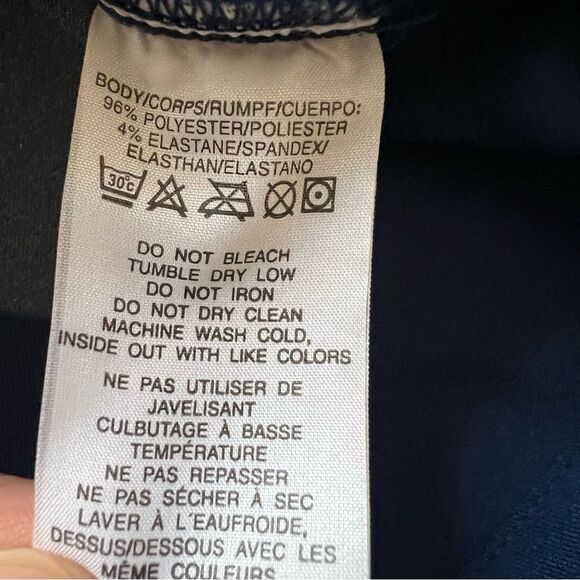 BODY/CORPS/RUMPF/CUERPO:
96% POLYESTER/POLIESTER
4% ELASTANE/SPANDEX/
ELASTHAN/ELASTANO
30°C
DO NOT BLEACH
TUMBLE DRY LOW
DO NOT IRON
DO NOT DRY CLEAN
MACHINE WASH COLD,
INSIDE OUT WITH LIKE COLORS
NE PAS UTILISER DE
JAVELISANT
CULBUTAGE À BASSE
TEMPÉRATURE
NE PAS REPASSER
NE PAS SÉCHER À SEC
LAVER À L'EAUFROIDE,
DESSUS/DESSOUS AVEC LES
MÊME COULEURS